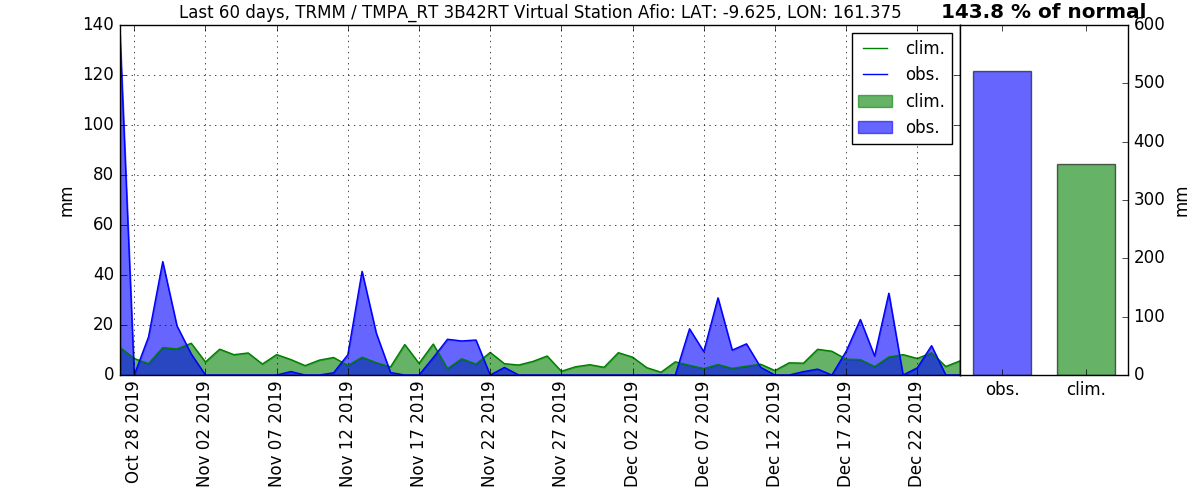 Last 60 days, TRMM / TMPA_RT 3B42RT Virtual Station Afio: LAT: -9.625, LON: 161.375
143.8 % of normal
140
120
100
80
60
40
20
0
mm
clim.
obs.
clim.
obs.
Oct 28 2019
Nov 02 2019
Nov 07 2019
Nov 12 2019
Nov 17 2019
Nov 22 2019
Nov 27 2019
Dec 02 2019
Dec 07 2019
Dec 12 2019
Dec 17 2019
Dec 22 2019
600
500
400
300
200
100
0
mm
obs.
clim.